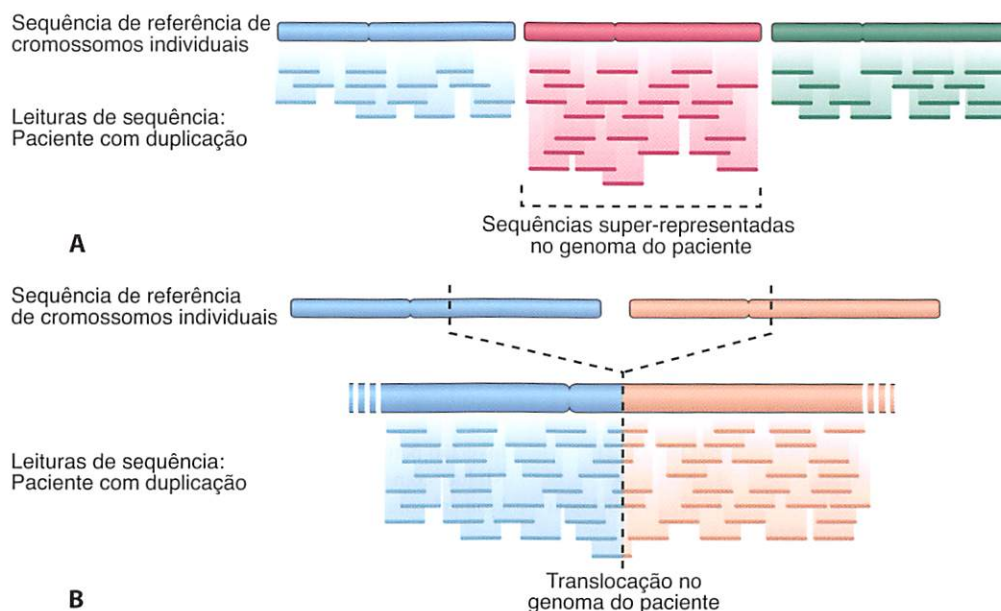 Sequência de referência de
cromossomos individuais
Leituras de sequência:
Paciente com duplicação
Sequências super-representadas
no genoma do paciente
A
Sequência de referência
de cromossomos individuais
Leituras de sequência:
Paciente com duplicação
Translocação no
genoma do paciente
B